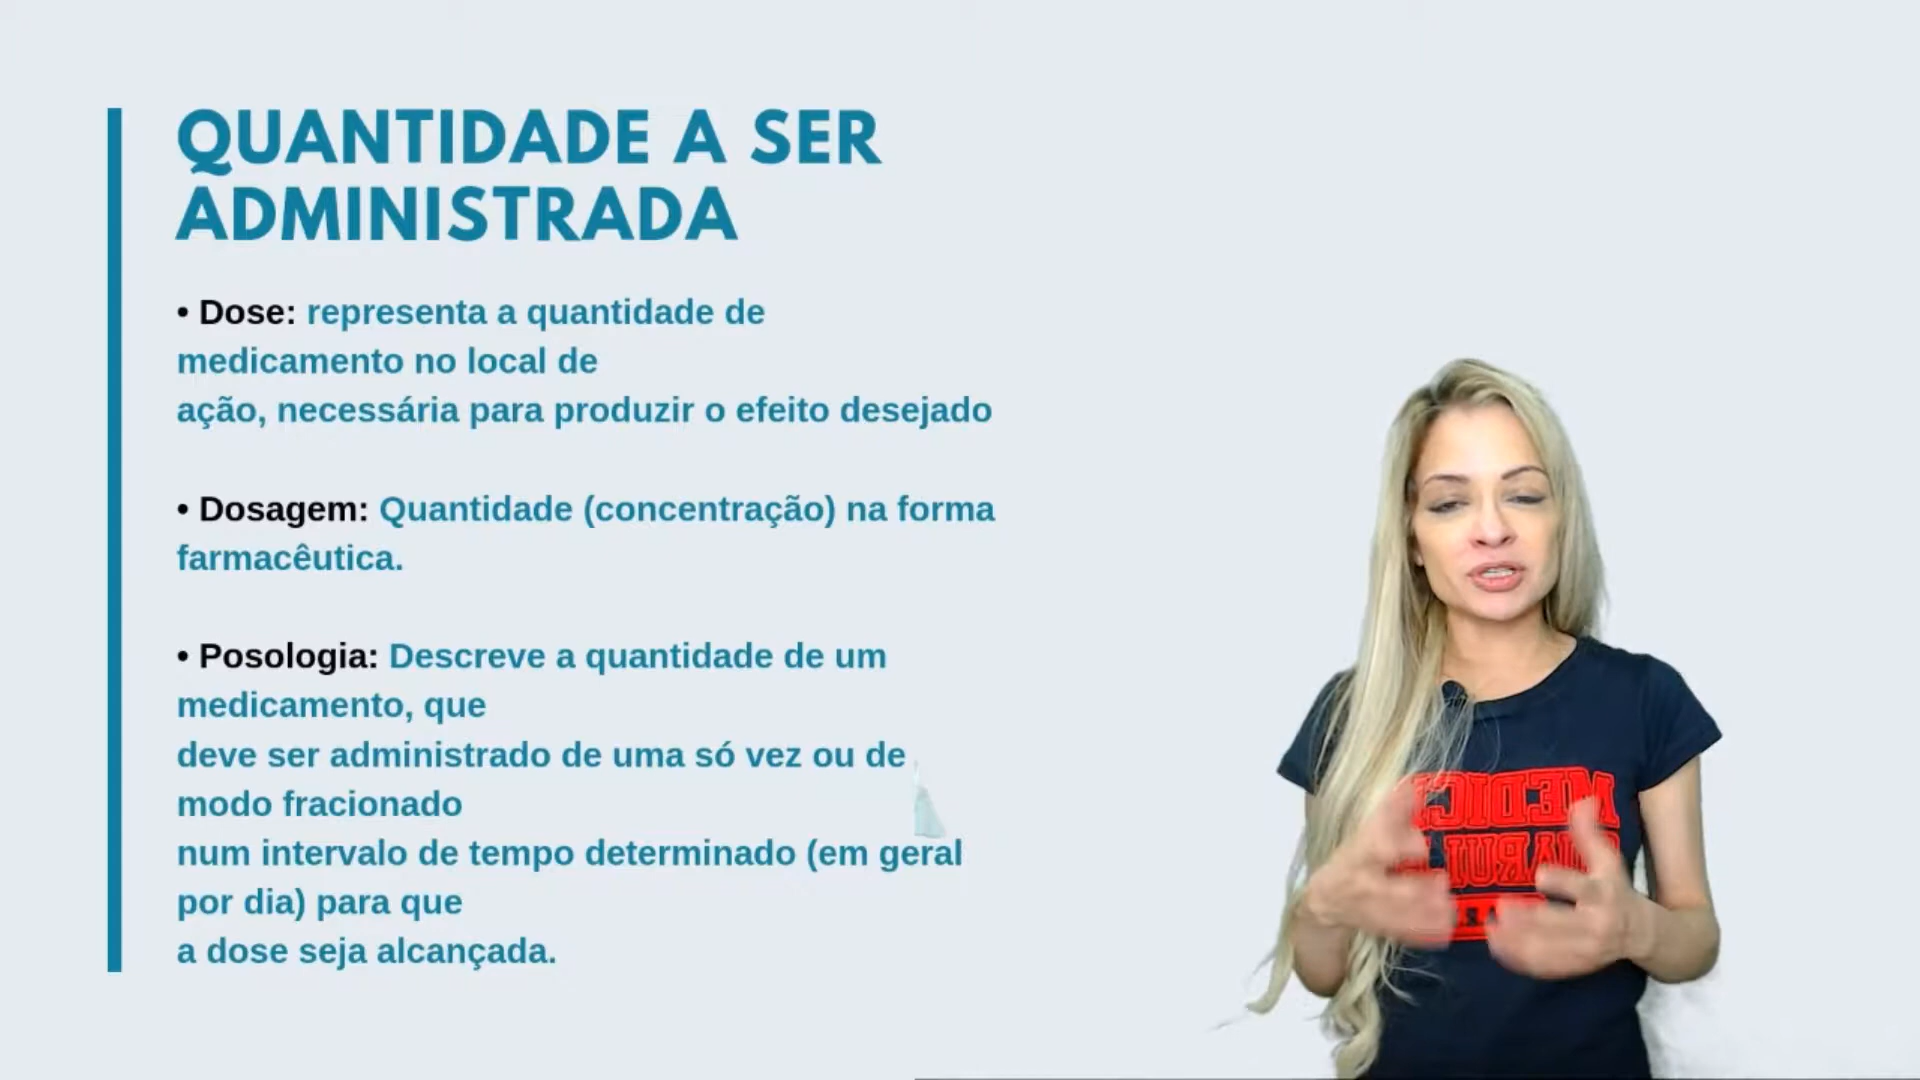 QUANTIDADE A SER
ADMINISTRADA
• Dose: representa a quantidade de
medicamento no local de
ação, necessária para produzir o efeito desejado
• Dosagem: Quantidade (concentração) na forma
farmacêutica.
• Posologia: Descreve a quantidade de um
medicamento, que
deve ser administrado de uma só vez ou de
modo fracionado
num intervalo de tempo determinado (em geral
por dia) para que
a dose seja alcançada.